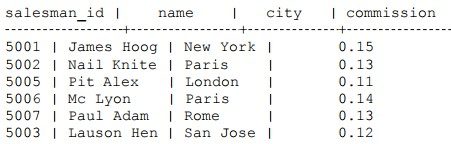 salesman_id |    name    |   city   | commission
------------+------------+----------+-----------
5001 | James Hoog | New York |       0.15
5002 | Nail Knite | Paris    |       0.13
5005 | Pit Alex   | London   |       0.11
5006 | Mc Lyon    | Paris    |       0.14
5007 | Paul Adam  | Rome     |       0.13
5003 | Lauson Hen | San Jose |       0.12